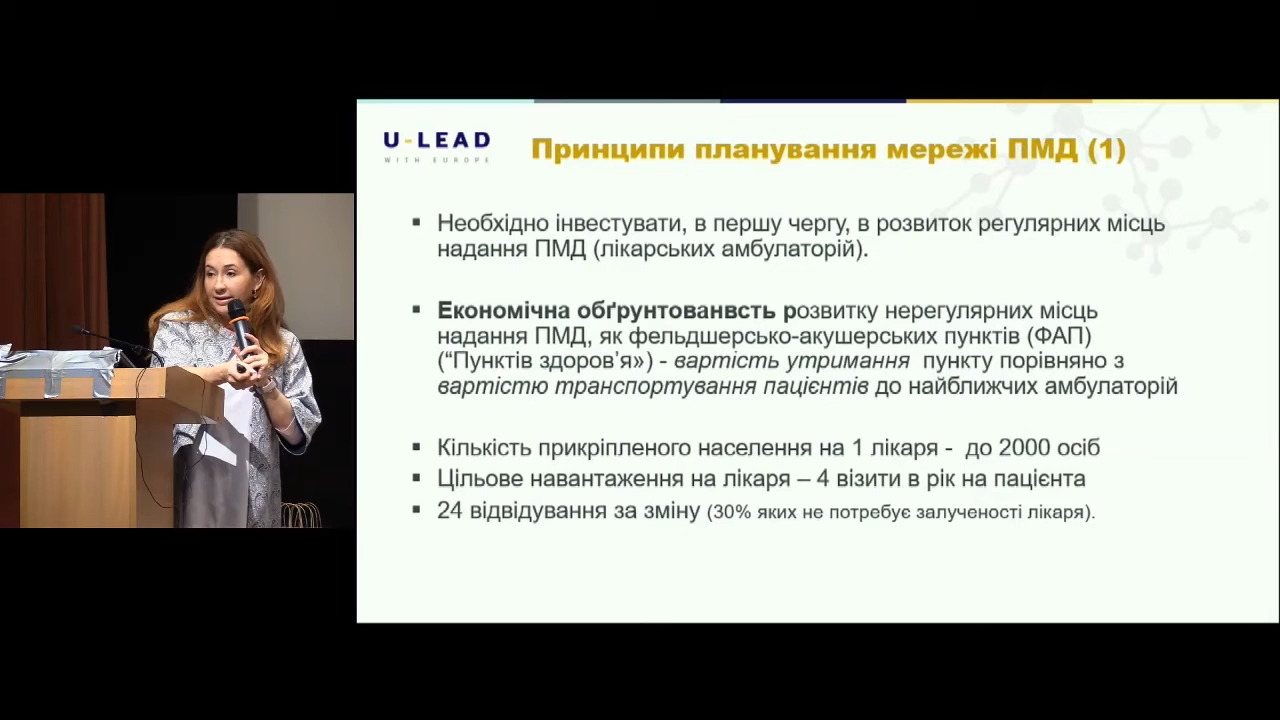 U-LEAD
WITH EUROPE
Принципи планування мережі ПМД (1)
▪ Необхідно інвестувати, в першу чергу, в розвиток регулярних місць
надання ПМД (лікарських амбулаторій).
▪ Економічна обґрунтованвсть розвитку нерегулярних місць
надання ПМД, як фельдшерсько-акушерських пунктів (ФАП)
(“Пунктів здоров’я») - вартість утримання пункту порівняно з
вартістю транспортування пацієнтів до найближчих амбулаторій
▪ Кількість прикріпленого населення на 1 лікаря - до 2000 осіб
▪ Цільове навантаження на лікаря – 4 візити в рік на пацієнта
▪ 24 відвідування за зміну (30% яких не потребує залученості лікаря).